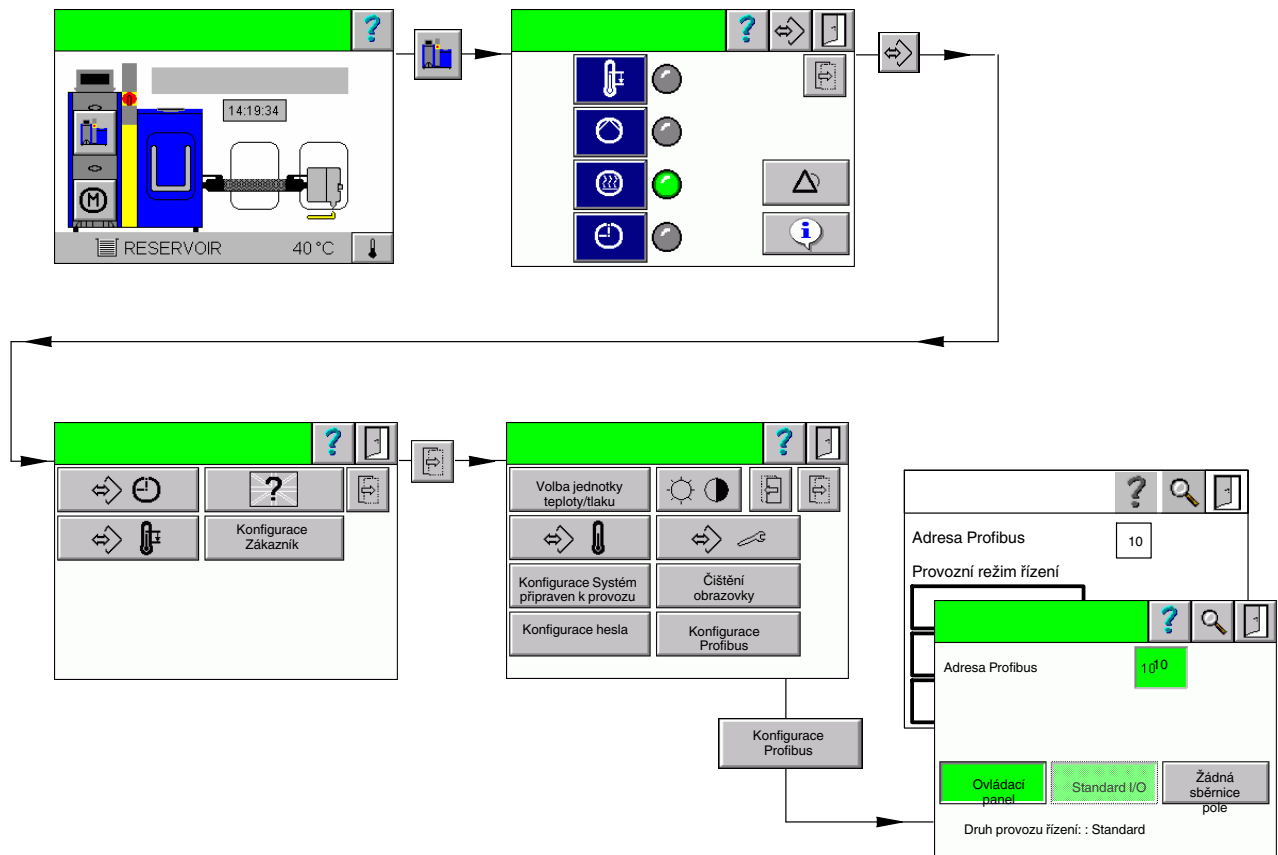 ?
14:19:34
M
RESERVOIR 40 °C
?
i
?
?
Konfigurace
Zákazník
?
Volba jednotky
teploty/tlaku
Konfigurace Systém
připraven k provozu
Čištění
obrazovky
Konfigurace hesla
Konfigurace
Profibus
Konfigurace
Profibus
?
Adresa Profibus 10
Provozní režim řízení
?
Adresa Profibus 1010
Ovládací
panel
Standard I/O
Žádná
sběrnice
pole
Druh provozu řízení: : Standard